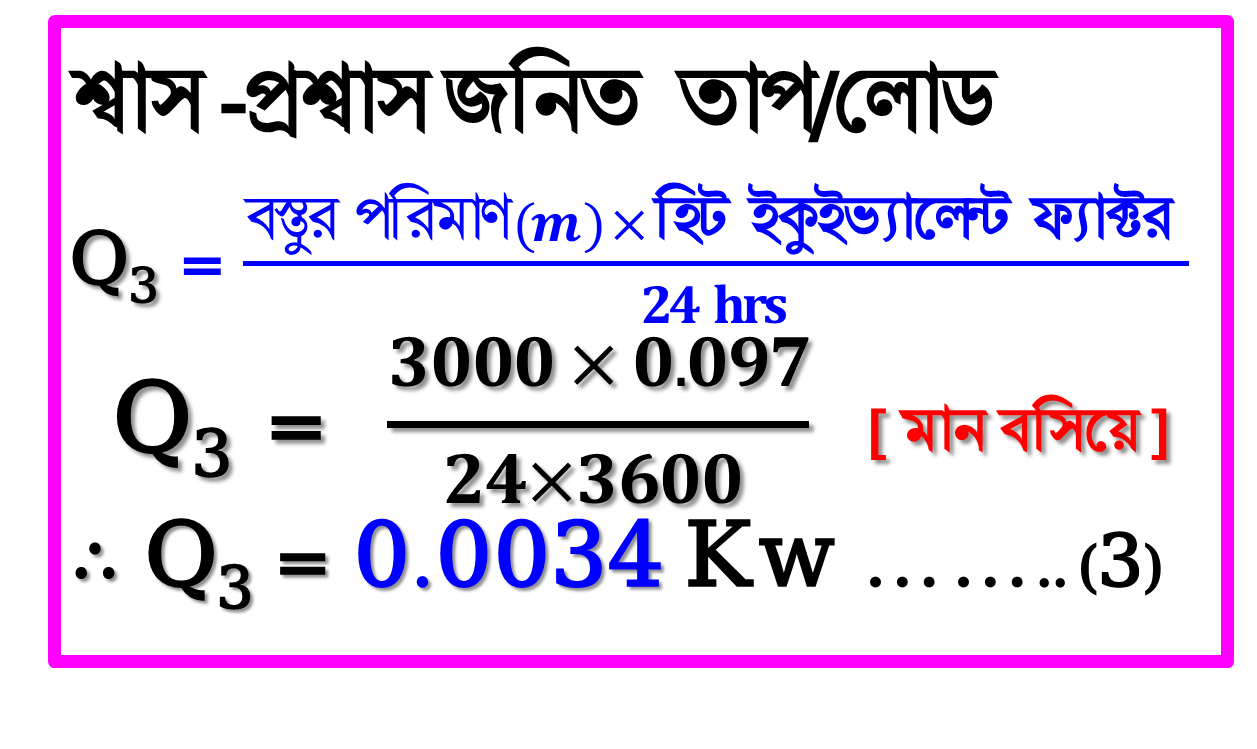 শ্বাস -প্রশ্বাস জনিত তাপ/লোড
Q₃ = বস্তুর পরিমাণ(m) × হিট ইকুইভ্যালেন্ট ফ্যাক্টর
24 hrs
3000 × 0.097
Q₃ = [ মান বসিয়ে ]
24×3600
∴ Q₃ = 0.0034 Kw …….. (3)